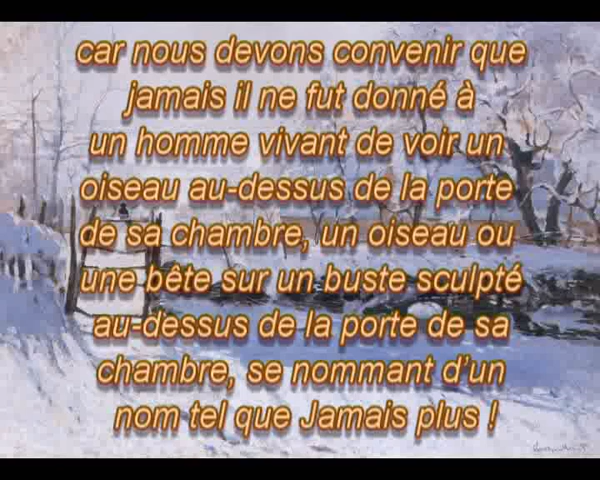 car nous devons convenir que
jamais il ne fut donné à
un homme vivant de voir un
oiseau au-dessus de la porte
de sa chambre, un oiseau ou
une bête sur un buste sculpté
au-dessus de la porte de sa
chambre, se nommant d'un
nom tel que Jamais plus !